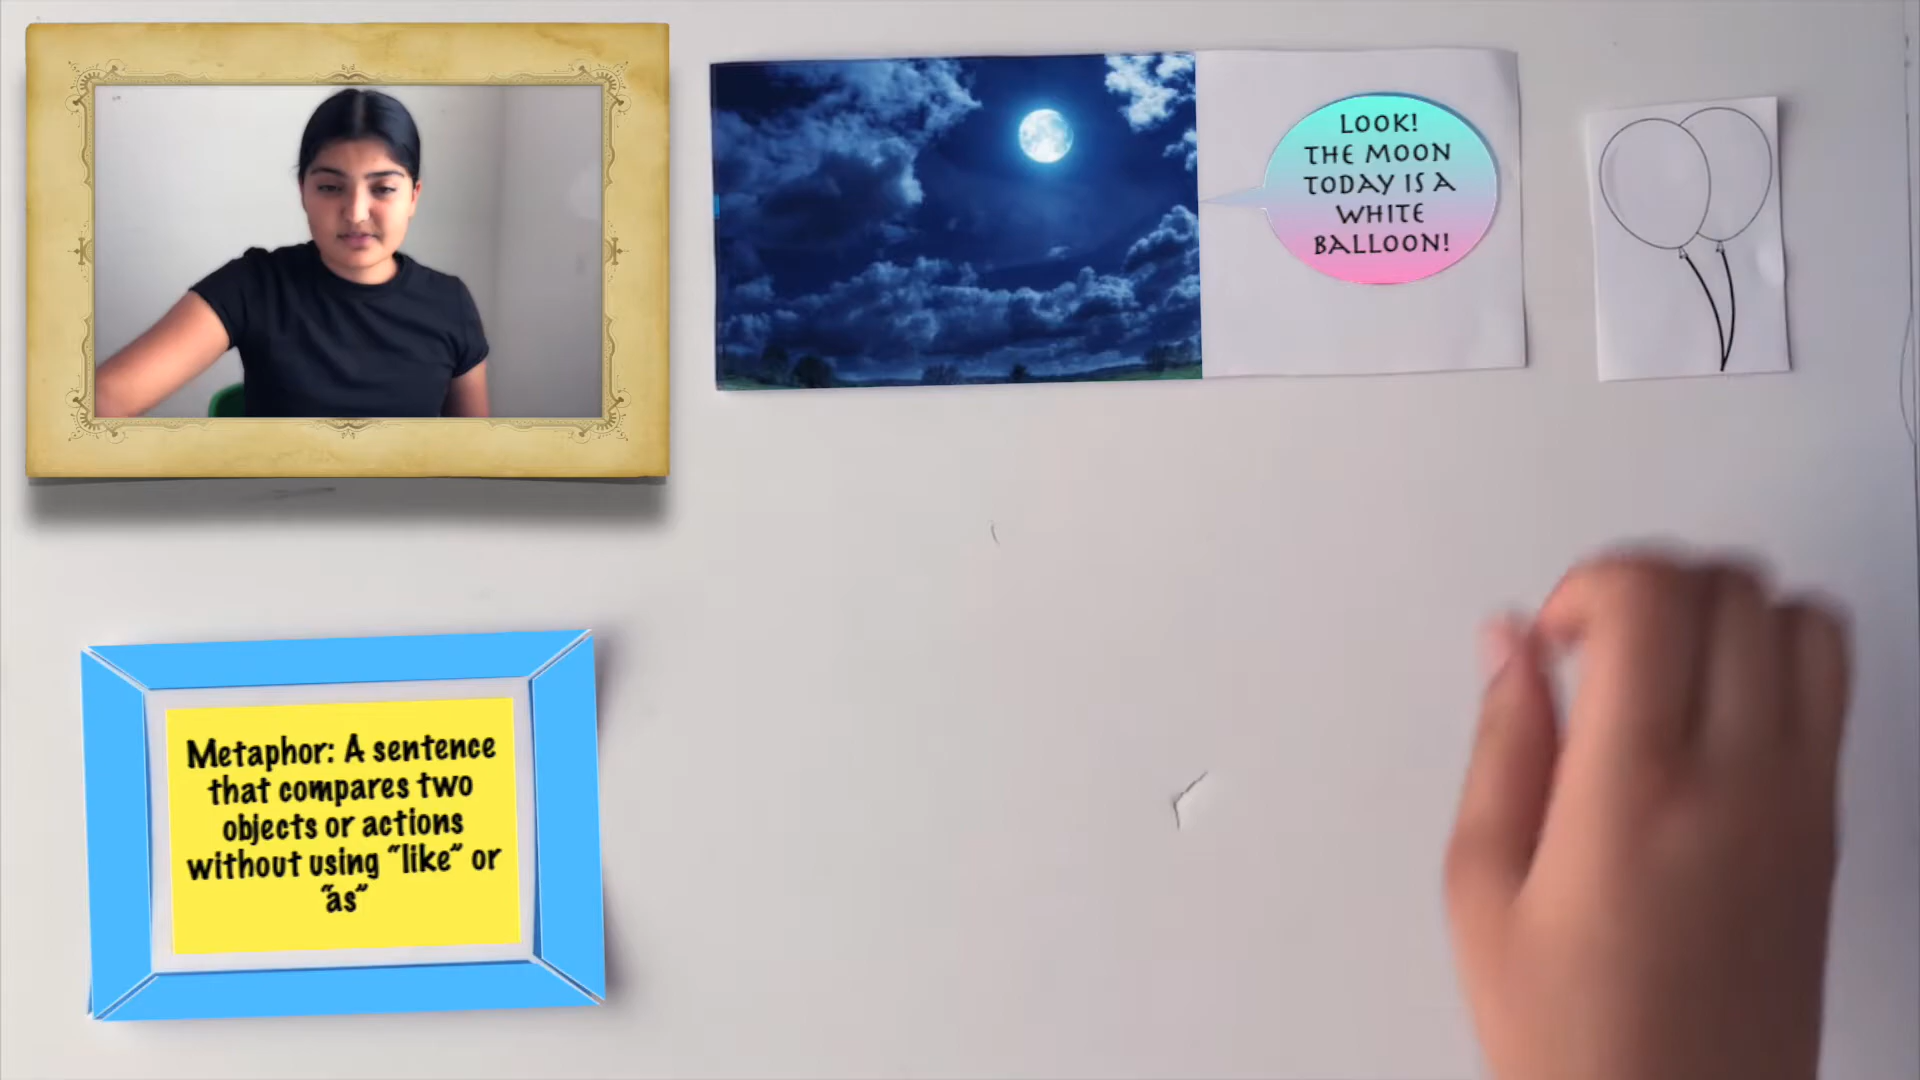 LOOK!
THE MOON
TODAY IS A
WHITE
BALLOON!
Metaphor: A sentence
that compares two
objects or actions
without using “like” or
“as”